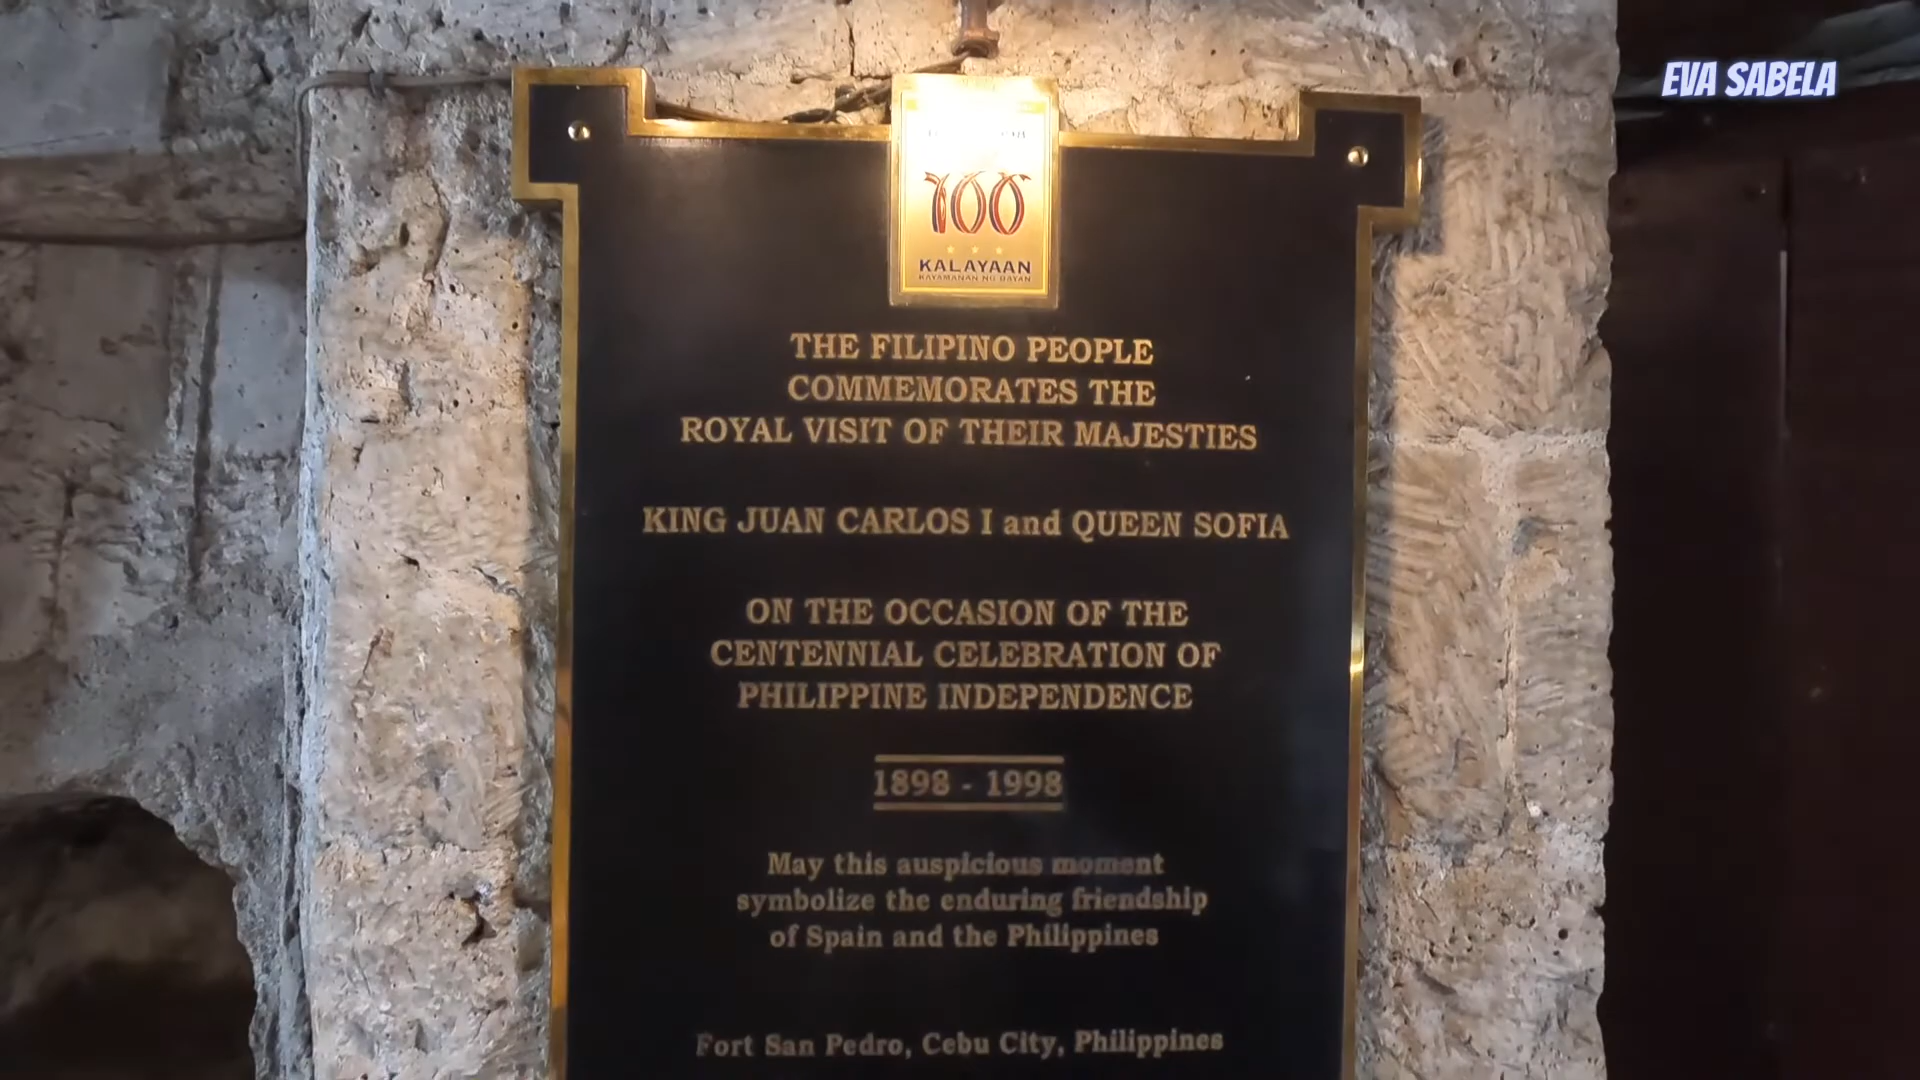 EVA SABELA
100
KALAYAAN
KAYAMANAN NG BAYAN
THE FILIPINO PEOPLE
COMMEMORATES THE
ROYAL VISIT OF THEIR MAJESTIES
KING JUAN CARLOS I and QUEEN SOFIA
ON THE OCCASION OF THE
CENTENNIAL CELEBRATION OF
PHILIPPINE INDEPENDENCE
1898 - 1998
May this auspicious moment
symbolize the enduring friendship
of Spain and the Philippines
Fort San Pedro, Cebu City, Philippines